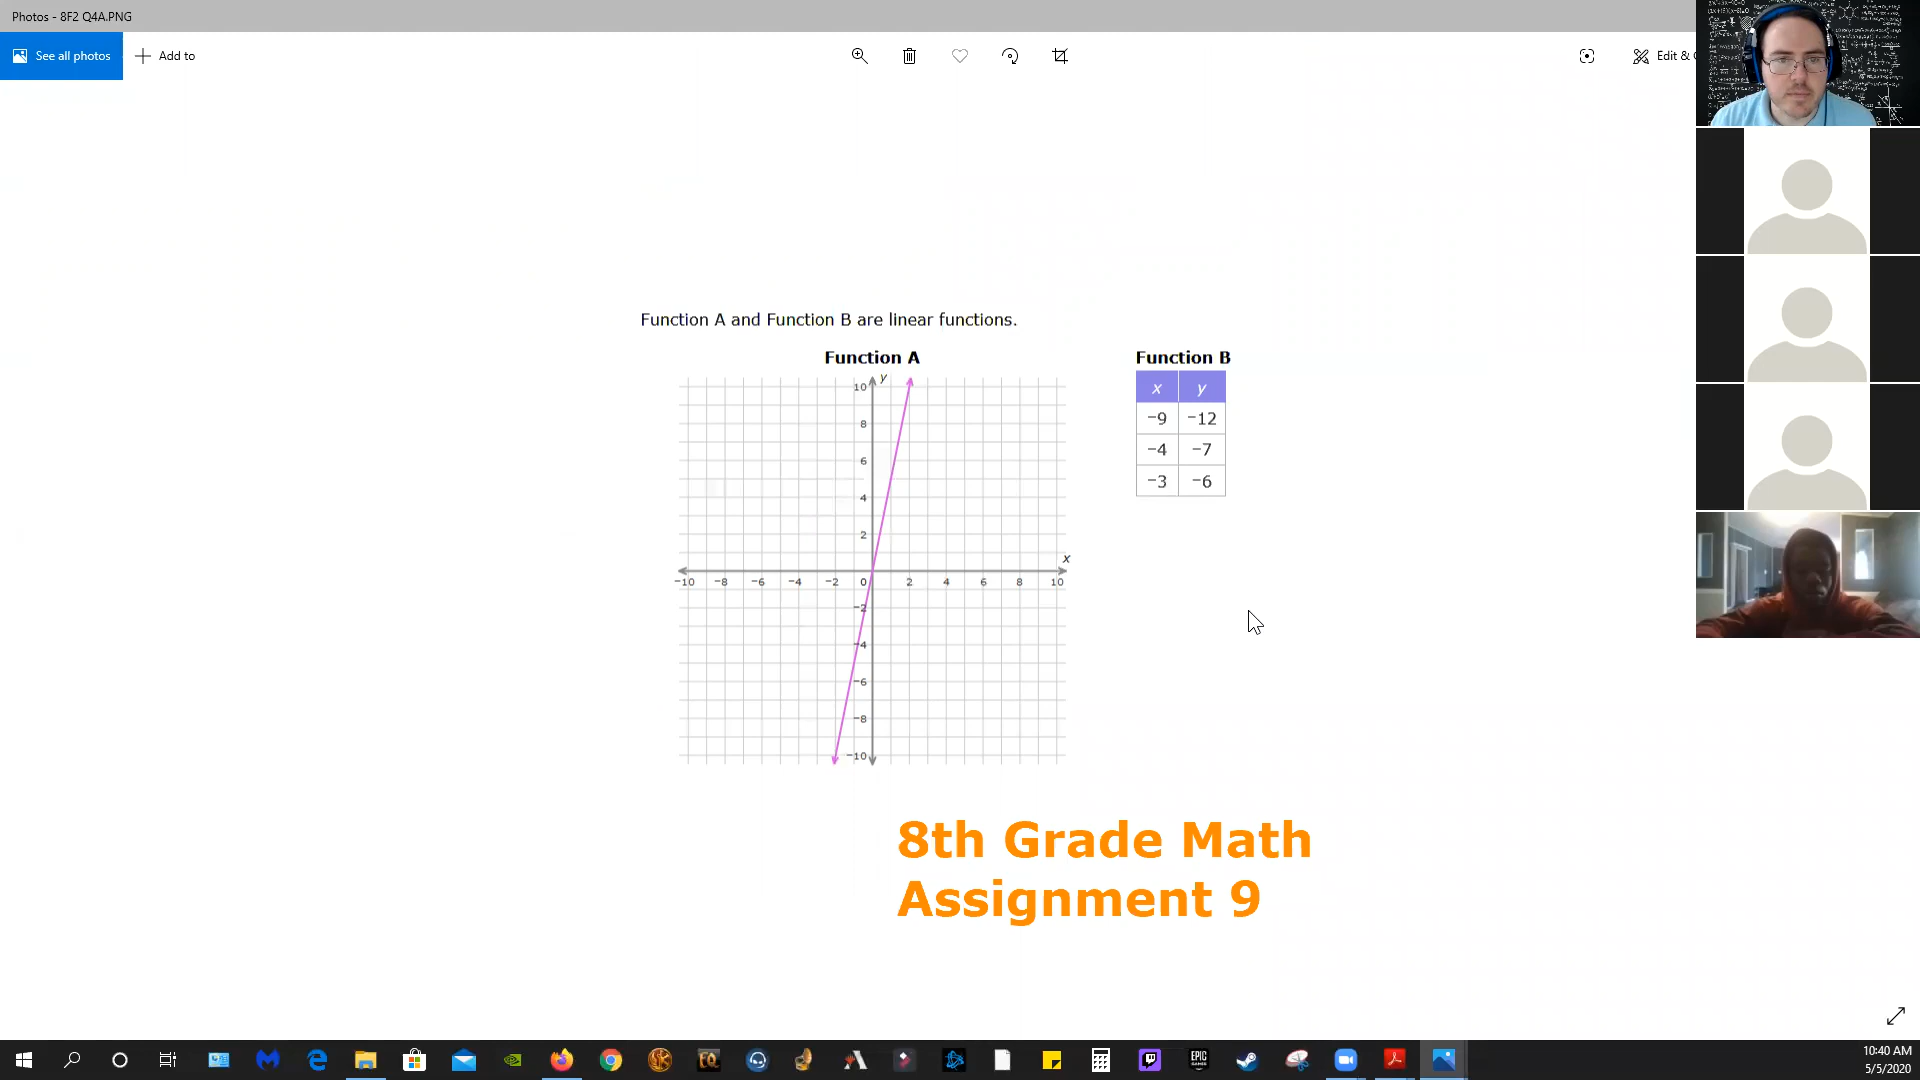 Photos - 8F2 Q4A.PNG
See all photos
Add to
Edit &
Function A and Function B are linear functions.
Function A
y
10
8
6
4
2
x
−10 −8 −6 −4 −2 0 2 4 6 8 10
−2
−4
−6
−8
−10
Function B
x y
−9 −12
−4 −7
−3 −6
8th Grade Math
Assignment 9
EPIC
10:40 AM
5/5/2020